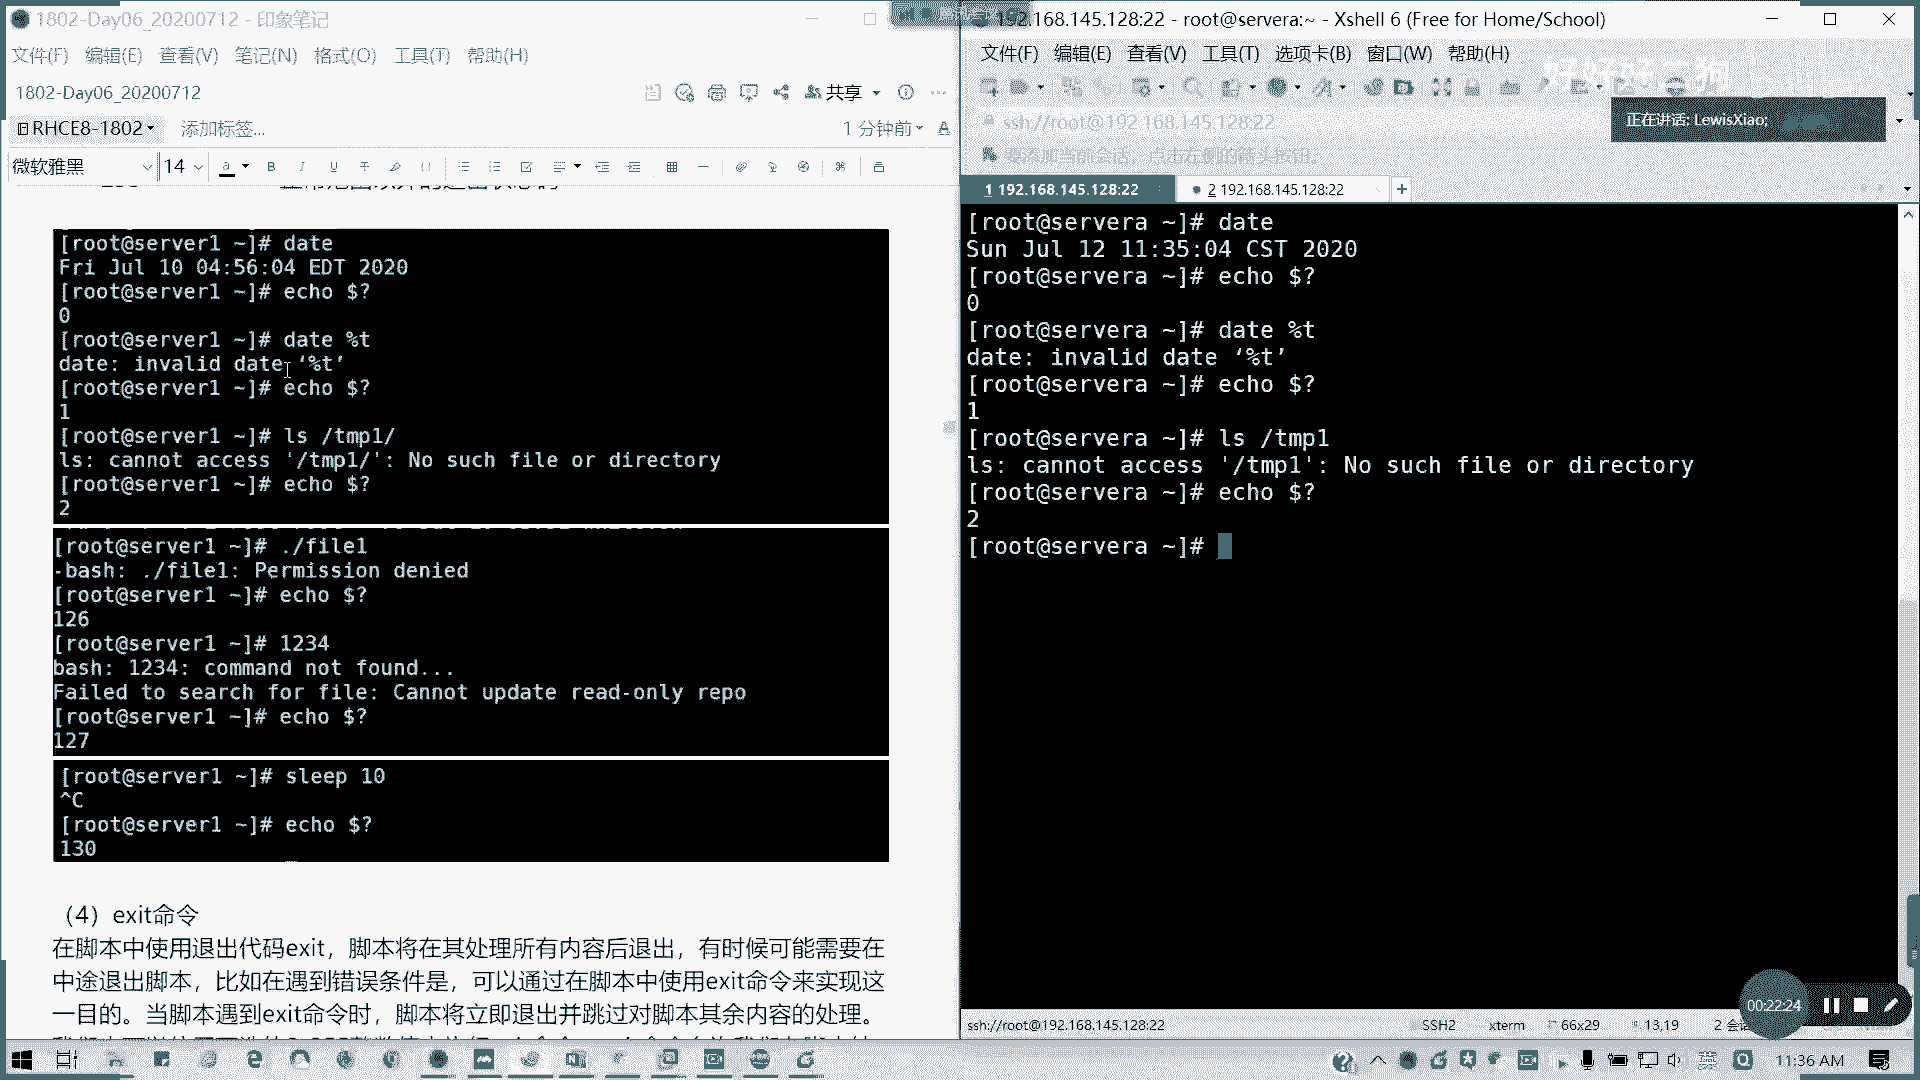 1802-Day06_20200712 - 印象笔记
文件(F) 编辑(E) 查看(V) 笔记(N) 格式(O) 工具(T) 帮助(H)
1802-Day06_20200712
共享
RHCE8-1802
添加标签...
1 分钟前
微软雅黑
14
[root@server1 ~]# date
Fri Jul 10 04:56:04 EDT 2020
[root@server1 ~]# echo $?
0
[root@server1 ~]# date %t
date: invalid date ‘%t’
[root@server1 ~]# echo $?
1
[root@server1 ~]# ls /tmp1/
ls: cannot access '/tmp1/': No such file or directory
[root@server1 ~]# echo $?
2
[root@server1 ~]# ./file1
-bash: ./file1: Permission denied
[root@server1 ~]# echo $?
126
[root@server1 ~]# 1234
bash: 1234: command not found...
Failed to search for file: Cannot update read-only repo
[root@server1 ~]# echo $?
127
[root@server1 ~]# sleep 10
^C
[root@server1 ~]# echo $?
130
（4）exit命令
在脚本中使用退出代码exit，脚本将在其处理所有内容后退出，有时候可能需要在
中途退出脚本，比如在遇到错误条件是，可以通过在脚本中使用exit命令来实现这
一目的。当脚本遇到exit命令时，脚本将立即退出并跳过对脚本其余内容的处理。
192.168.145.128:22 - root@servera:~ - Xshell 6 (Free for Home/School)
文件(F) 编辑(E) 查看(V) 工具(T) 选项卡(B) 窗口(W) 帮助(H)
ssh://root@192.168.145.128:22
正在讲话: LewisXiao;
要添加当前会话，点击左侧的箭头按钮。
1 192.168.145.128:22
2 192.168.145.128:22
[root@servera ~]# date
Sun Jul 12 11:35:04 CST 2020
[root@servera ~]# echo $?
0
[root@servera ~]# date %t
date: invalid date ‘%t’
[root@servera ~]# echo $?
1
[root@servera ~]# ls /tmp1
ls: cannot access '/tmp1': No such file or directory
[root@servera ~]# echo $?
2
[root@servera ~]#
00:22:24
ssh://root@192.168.145.128:22
SSH2
xterm
66x29
13,19
2 会
英
11:36 AM